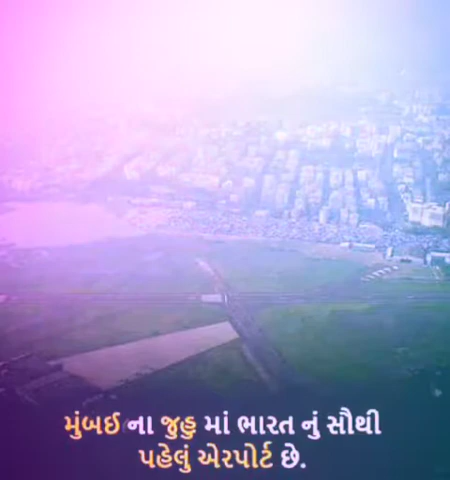 મુંબઈ ના જુહુ માં ભારત નું સૌથી
પહેલું એરપોર્ટ છે.